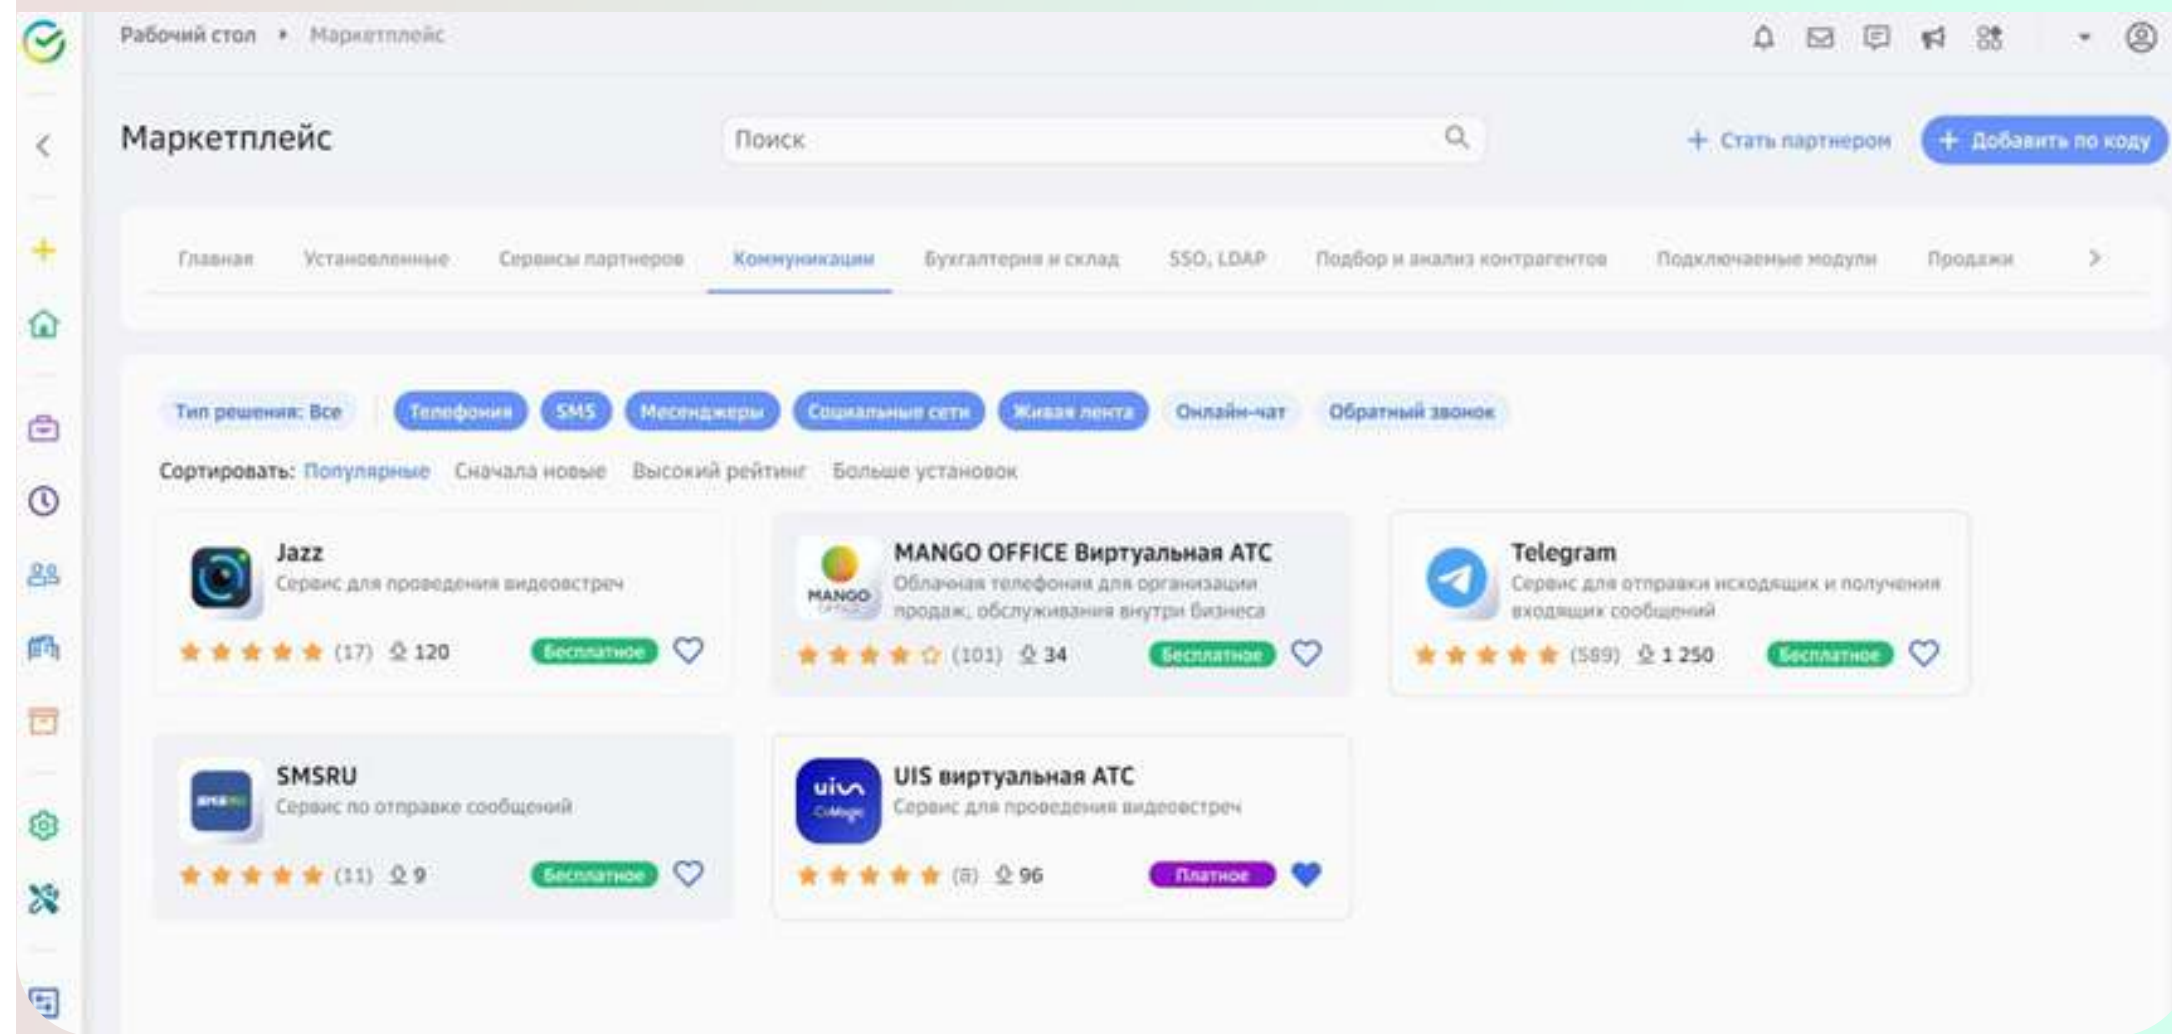 Рабочий стол • Маркетплейс
Маркетплейс
Поиск
+ Стать партнером
+ Добавить по коду
Главная Установленные Сервисы партнеров Коммуникации Бухгалтерия и склад SSO, LDAP Подбор и анализ контрагентов Подключаемые модули Продажи
Тип решения: Все Телефония SMS Месенджеры Социальные сети Живая лента Онлайн-чат Обратный звонок
Сортировать: Популярные Сначала новые Высокий рейтинг Больше установок
Jazz
Сервис для проведения видеовстреч
(17) 120 Бесплатное
MANGO
MANGO OFFICE Виртуальная АТС
Облачная телефония для организации
продаж, обслуживания внутри бизнеса
(101) 34 Бесплатное
Telegram
Сервис для отправки исходящих и получения
входящих сообщений
(589) 1 250 Бесплатное
SMSRU
Сервис по отправке сообщений
(11) 9 Бесплатное
UIS виртуальная АТС
Сервис для проведения видеовстреч
(8) 96 Платное